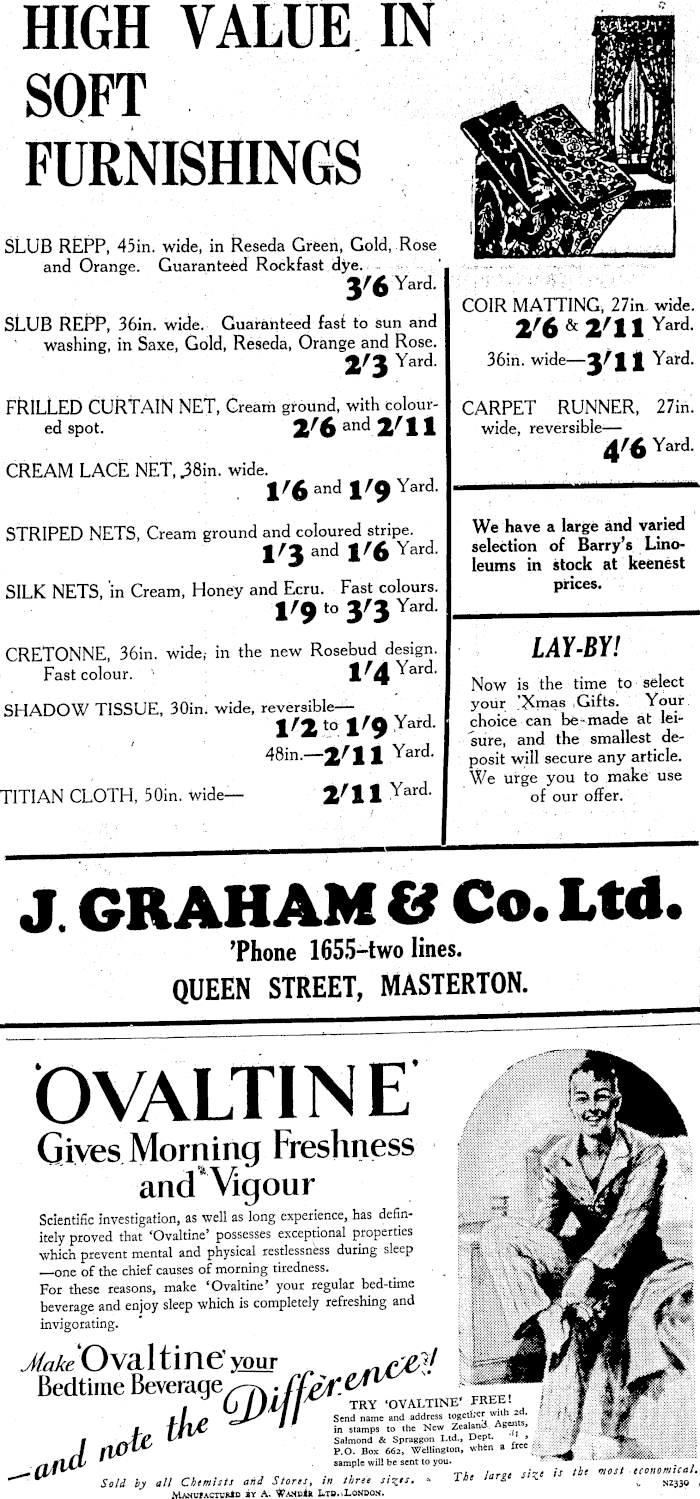 HIGH VALUE IN
SOFT
FURNISHINGS
SLUB REPP, 45in. wide, in Reseda Green, Gold, Rose
and Orange. Guaranteed Rockfast dye.
3/6 Yard.
SLUB REPP, 36in. wide. Guaranteed fast to sun and
washing, in Saxe, Gold, Reseda, Orange and Rose.
2/3 Yard.
FRILLED CURTAIN NET, Cream ground, with colour-
ed spot. 2/6 and 2/11
CREAM LACE NET, 38in. wide.
1/6 and 1/9 Yard.
STRIPED NETS, Cream ground and coloured stripe.
1/3 and 1/6 Yard.
SILK NETS, in Cream, Honey and Ecru. Fast colours.
1/9 to 3/3 Yard.
CRETONNE, 36in. wide, in the new Rosebud design.
Fast colour. 1/4 Yard.
SHADOW TISSUE, 30in. wide, reversible—
1/2 to 1/9 Yard.
48in.—2/11 Yard.
TITIAN CLOTH, 50in. wide— 2/11 Yard.
COIR MATTING, 27in. wide.
2/6 & 2/11 Yard.
36in. wide—3/11 Yard.
CARPET RUNNER, 27in.
wide, reversible—
4/6 Yard.
We have a large and varied
selection of Barry's Lino-
leums in stock at keenest
prices.
LAY-BY!
Now is the time to select
your 'Xmas Gifts. Your
choice can be made at lei-
sure, and the smallest de-
posit will secure any article.
We urge you to make use
of our offer.
J. GRAHAM & Co. Ltd.
'Phone 1655–two lines.
QUEEN STREET, MASTERTON.
'OVALTINE'
Gives Morning Freshness
and Vigour
Scientific investigation, as well as long experience, has defin-
itely proved that 'Ovaltine' possesses exceptional properties
which prevent mental and physical restlessness during sleep
—one of the chief causes of morning tiredness.
For these reasons, make 'Ovaltine' your regular bed-time
beverage and enjoy sleep which is completely refreshing and
invigorating.
Make 'Ovaltine' your
Bedtime Beverage
—and note the Difference!
TRY 'OVALTINE' FREE!
Send name and address together with 2d.
in stamps to the New Zealand Agents,
Salmond & Spraggon Ltd., Dept.
P.O. Box 662, Wellington, when a free
sample will be sent to you.
Sold by all Chemists and Stores, in three sizes. The large size is the most economical.
MANUFACTURED BY A. WANDER LTD. LONDON. NZ330